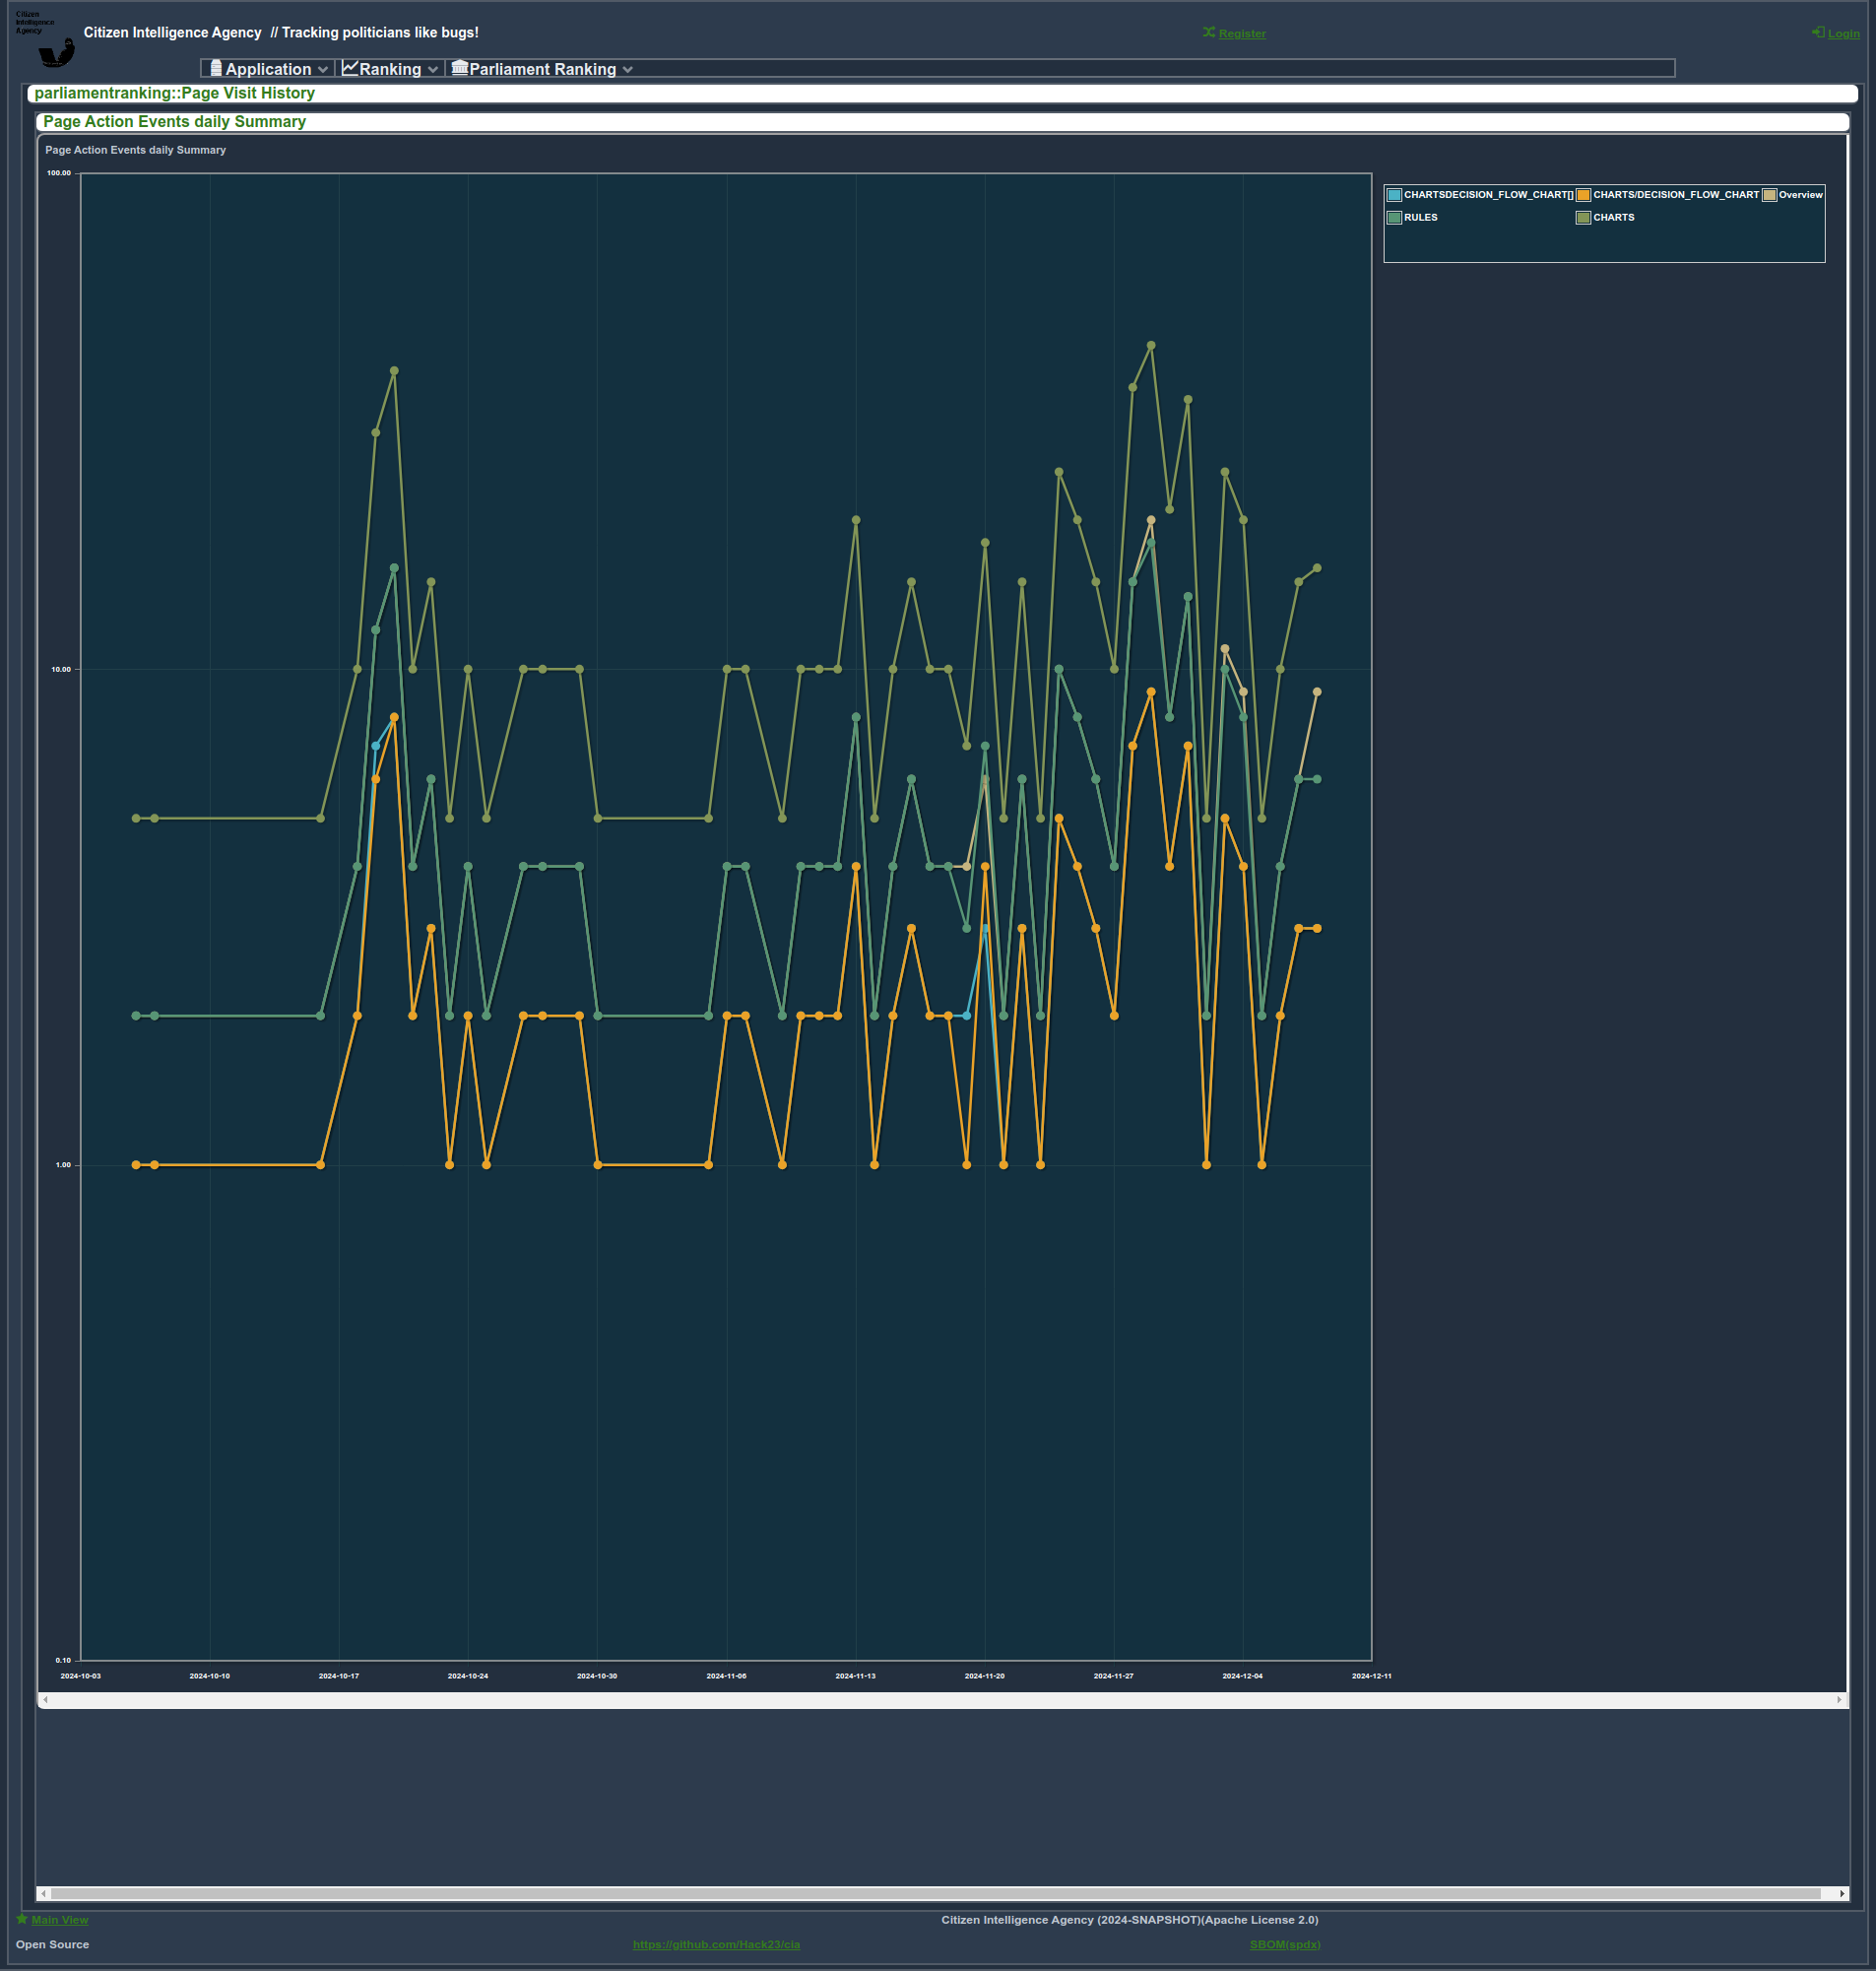 Citizen
Intelligence
Agency
Citizen Intelligence Agency // Tracking politicians like bugs!
Register
Login
Application
Ranking
Parliament Ranking
parliamentranking::Page Visit History
Page Action Events daily Summary
Page Action Events daily Summary
100.00
10.00
1.00
0.10
2024-10-03 2024-10-10 2024-10-17 2024-10-24 2024-10-30 2024-11-06 2024-11-13 2024-11-20 2024-11-27 2024-12-04 2024-12-11
CHARTSDECISION_FLOW_CHART[] CHARTS/DECISION_FLOW_CHART Overview
RULES CHARTS
Main View
Citizen Intelligence Agency (2024-SNAPSHOT)(Apache License 2.0)
Open Source
https://github.com/Hack23/cia
SBOM(spdx)